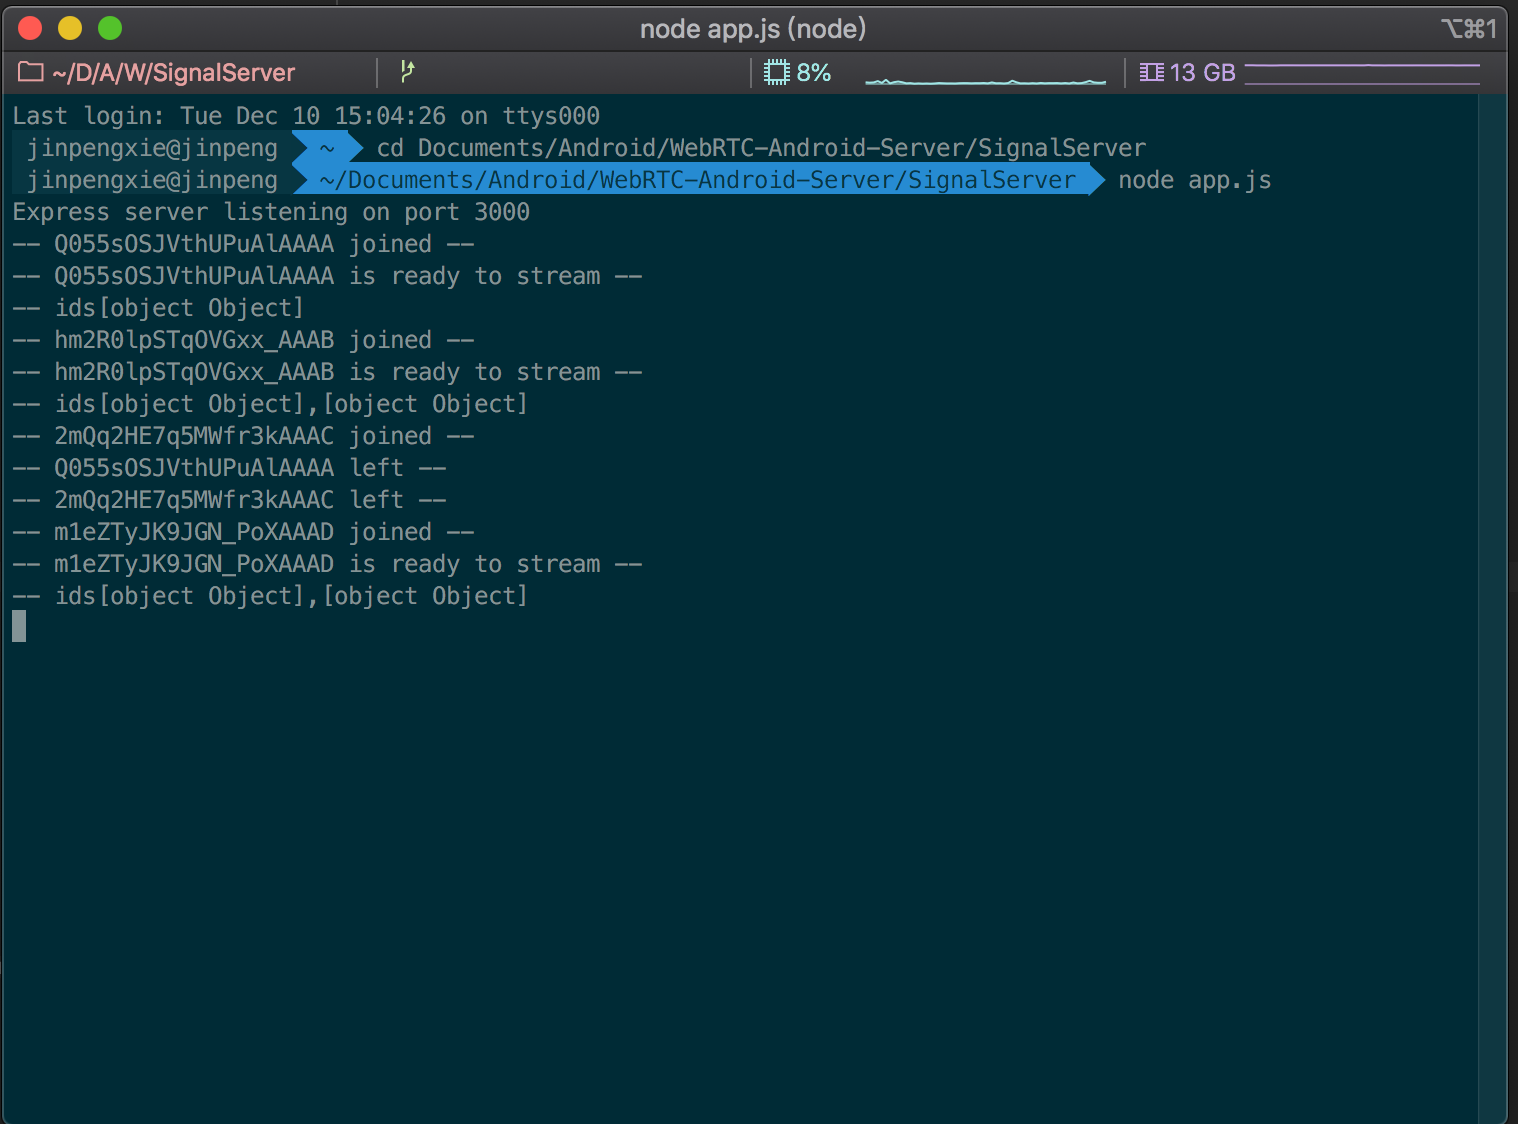 node app.js (node)
⌥⌘1
~/D/A/W/SignalServer
8%
13 GB
Last login: Tue Dec 10 15:04:26 on ttys000
jinpengxie@jinpeng ~ cd Documents/Android/WebRTC-Android-Server/SignalServer
jinpengxie@jinpeng ~/Documents/Android/WebRTC-Android-Server/SignalServer node app.js
Express server listening on port 3000
-- Q055sOSJVthUPuAlAAAA joined --
-- Q055sOSJVthUPuAlAAAA is ready to stream --
-- ids[object Object]
-- hm2R0lpSTqOVGxx_AAAB joined --
-- hm2R0lpSTqOVGxx_AAAB is ready to stream --
-- ids[object Object],[object Object]
-- 2mQq2HE7q5MWfr3kAAAC joined --
-- Q055sOSJVthUPuAlAAAA left --
-- 2mQq2HE7q5MWfr3kAAAC left --
-- m1eZTyJK9JGN_PoXAAAD joined --
-- m1eZTyJK9JGN_PoXAAAD is ready to stream --
-- ids[object Object],[object Object]